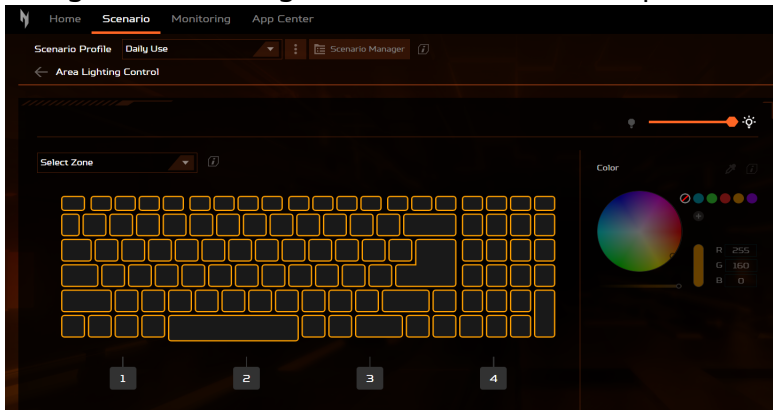 Home Scenario Monitoring App Center
Scenario Profile Daily Use Scenario Manager i
Area Lighting Control
Select Zone i
Color i
R 255
G 160
B 0
1 2 3 4